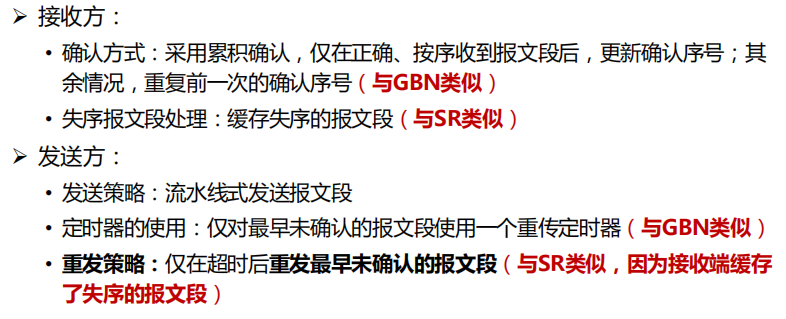 ➢ 接收方：
• 确认方式：采用累积确认，仅在正确、按序收到报文段后，更新确认序号；其
余情况，重复前一次的确认序号（与GBN类似）
• 失序报文段处理：缓存失序的报文段（与SR类似）
➢ 发送方：
• 发送策略：流水线式发送报文段
• 定时器的使用：仅对最早未确认的报文段使用一个重传定时器（与GBN类似）
• 重发策略：仅在超时后重发最早未确认的报文段（与SR类似，因为接收端缓存
了失序的报文段）